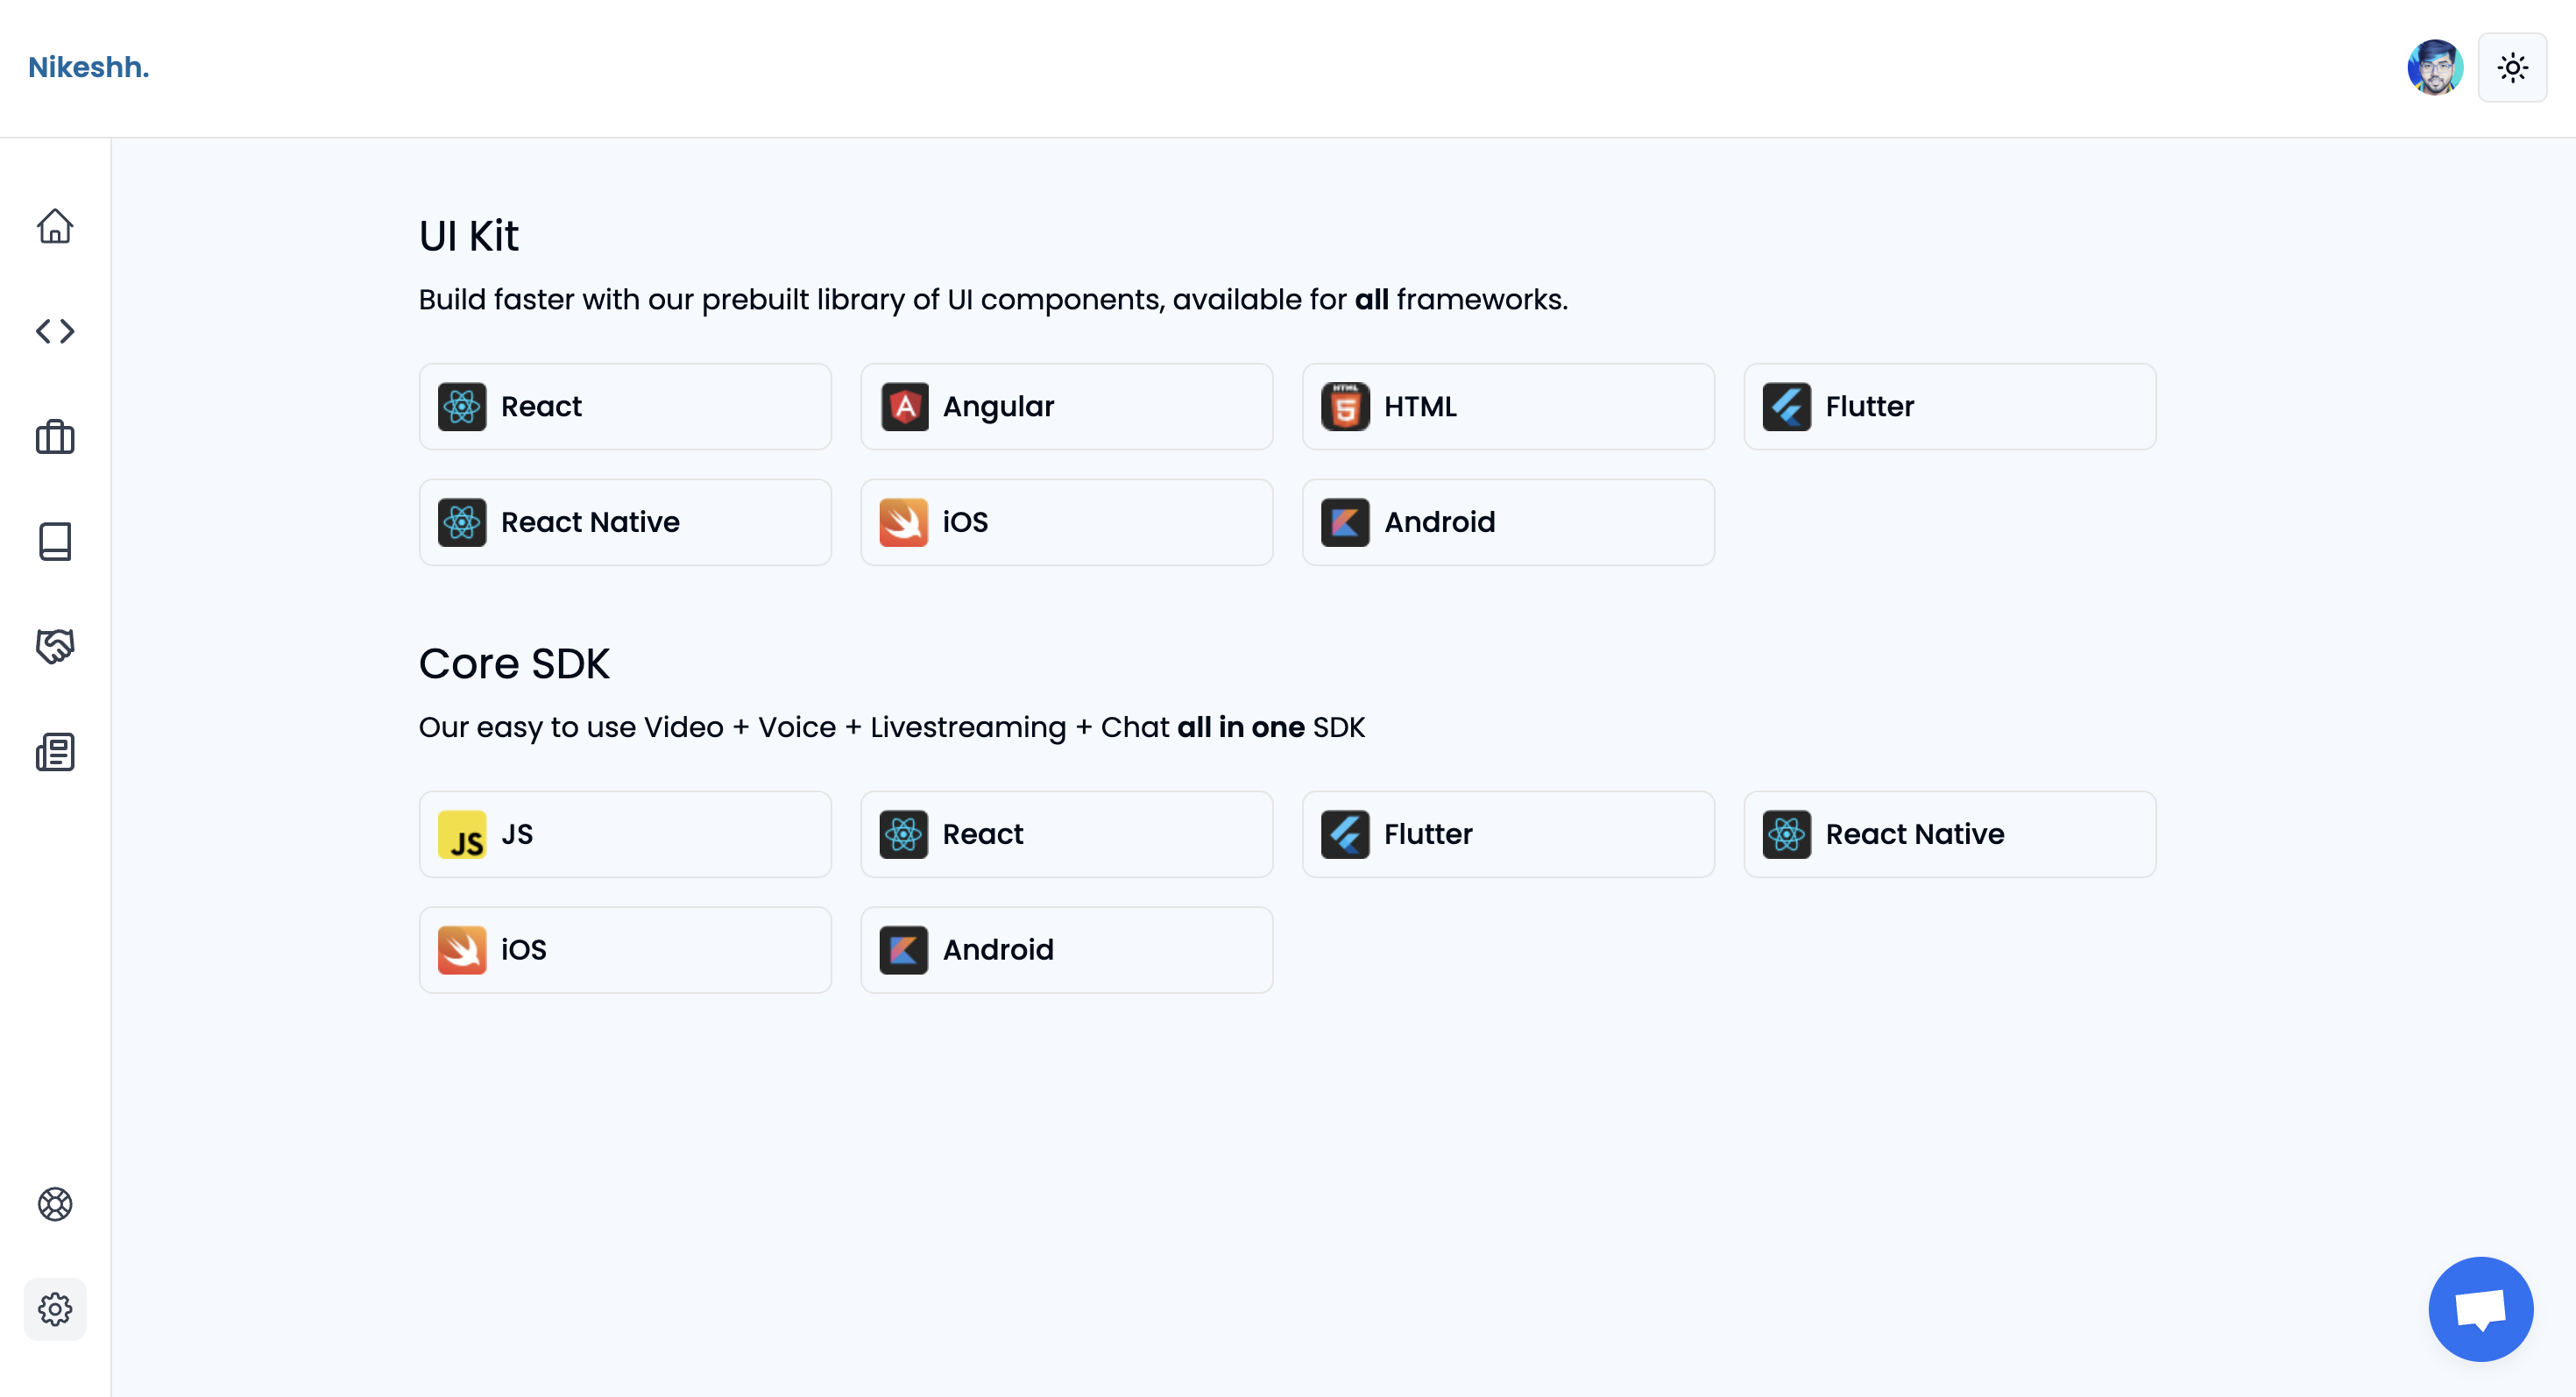 Nikeshh.
UI Kit
Build faster with our prebuilt library of UI components, available for all frameworks.
React
Angular
HTML
HTML
Flutter
React Native
iOS
Android
Core SDK
Our easy to use Video + Voice + Livestreaming + Chat all in one SDK
JS
JS
React
Flutter
React Native
iOS
Android